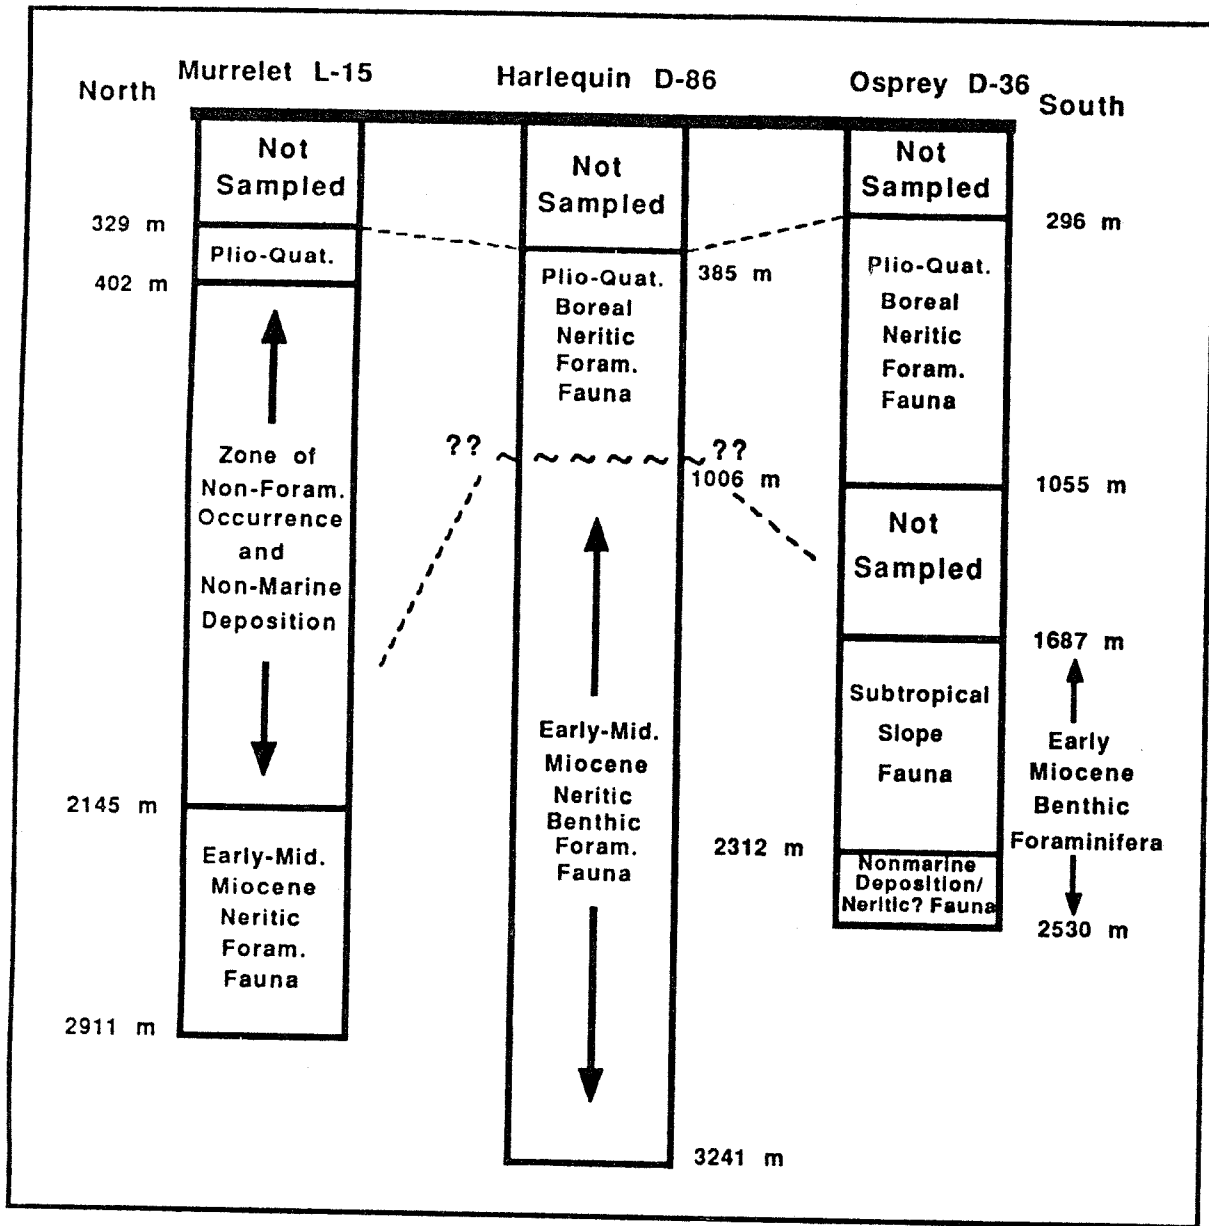 North
Murrelet L-15
Harlequin D-86
Osprey D-36
South
Not
Sampled
329 m
Plio-Quat.
402 m
Zone of
Non-Foram.
Occurrence
and
Non-Marine
Deposition
2145 m
Early-Mid.
Miocene
Neritic
Foram.
Fauna
2911 m
Not
Sampled
385 m
Plio-Quat.
Boreal
Neritic
Foram.
Fauna
??
??
1006 m
Early-Mid.
Miocene
Neritic
Benthic
Foram.
Fauna
3241 m
Not
Sampled
296 m
Plio-Quat.
Boreal
Neritic
Foram.
Fauna
1055 m
Not
Sampled
1687 m
Subtropical
Slope
Fauna
2312 m
Nonmarine
Deposition/
Neritic? Fauna
2530 m
Early
Miocene
Benthic
Foraminifera